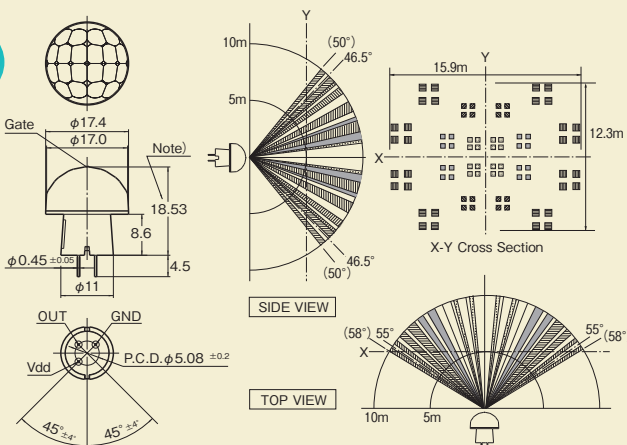 Gate
φ17.4
φ17.0
Note)
18.53
8.6
4.5
φ0.45 ±0.05
φ11
OUT
GND
Vdd
P.C.D.φ5.08 ±0.2
45°±4°
45°±4°
Y
10m
5m
(50°)
46.5°
46.5°
(50°)
SIDE VIEW
Y
15.9m
12.3m
X
X-Y Cross Section
(58°)
55°
55°
(58°
X
10m
5m
TOP VIEW